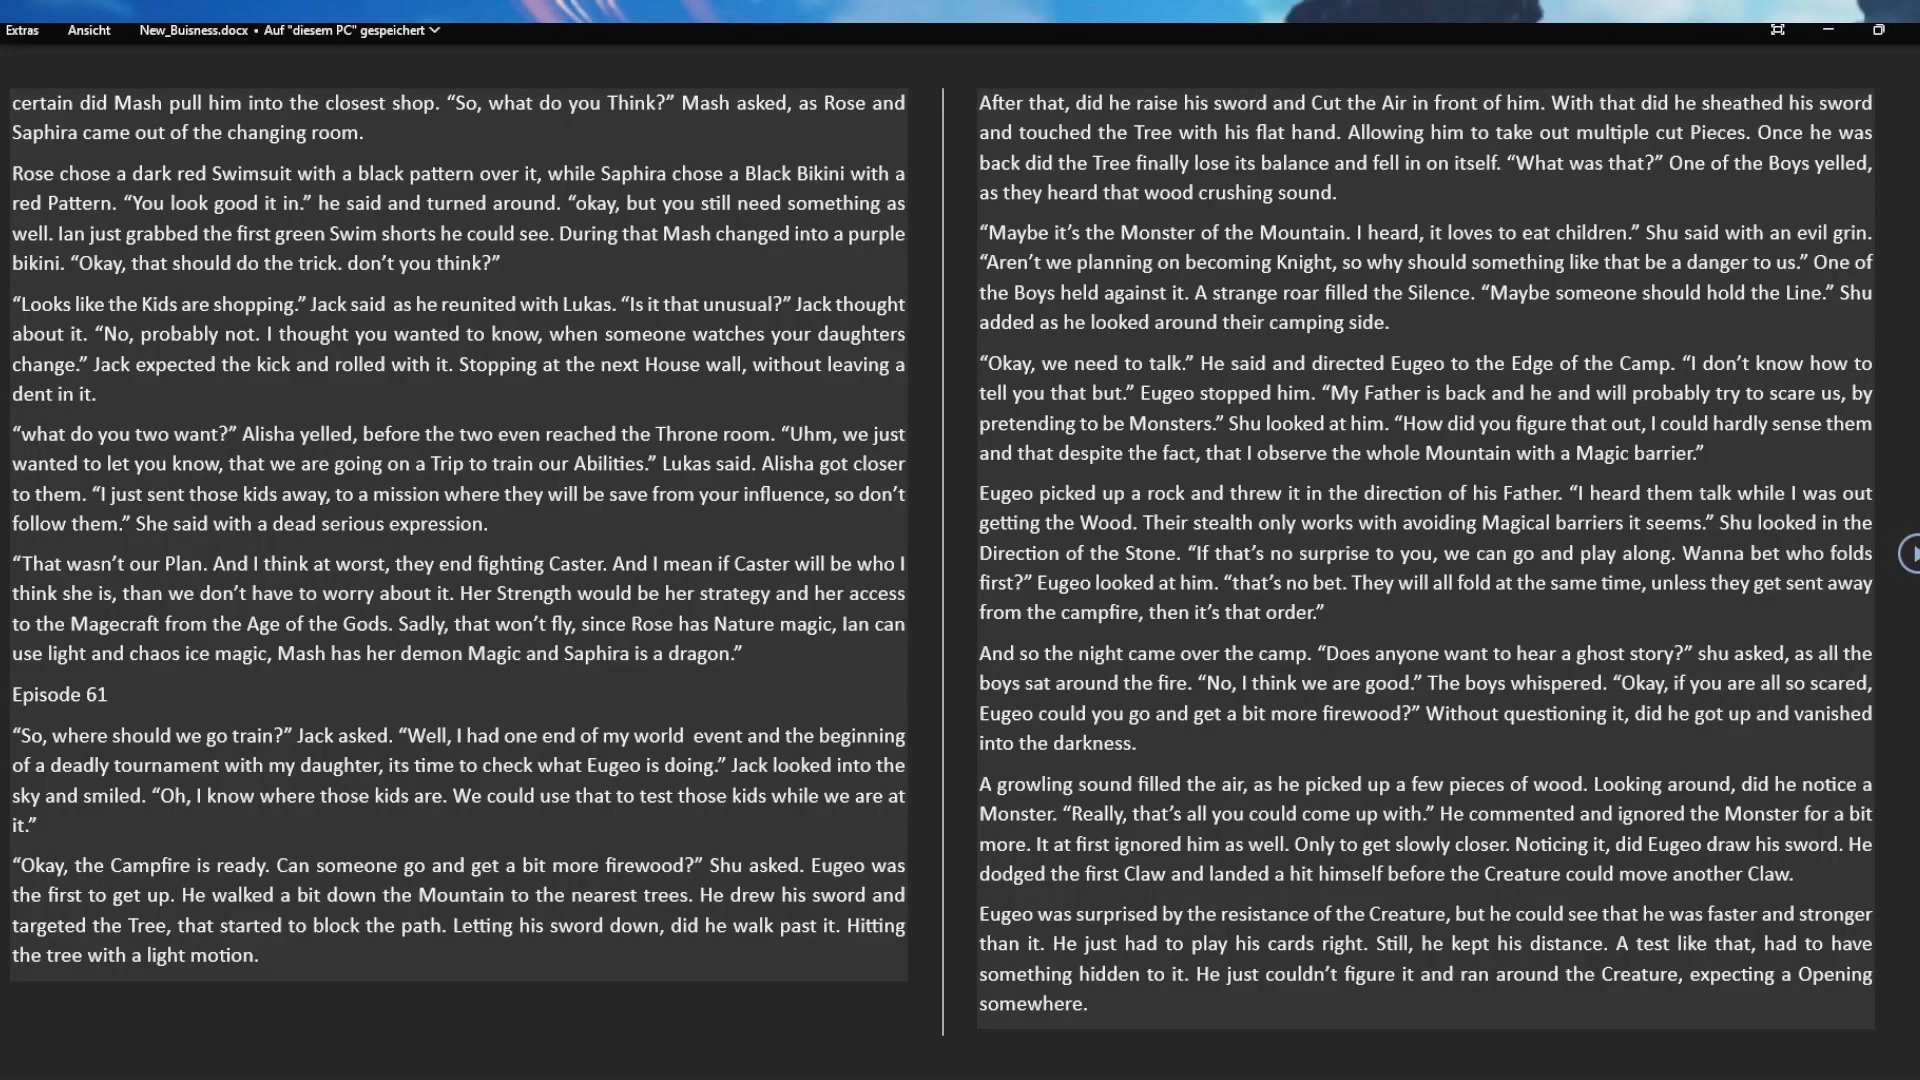 Extras Ansicht New_Buisness.docx • Auf "diesem PC" gespeichert
certain did Mash pull him into the closest shop. “So, what do you Think?” Mash asked, as Rose and
Saphira came out of the changing room.
Rose chose a dark red Swimsuit with a black pattern over it, while Saphira chose a Black Bikini with a
red Pattern. “You look good it in.” he said and turned around. “okay, but you still need something as
well. Ian just grabbed the first green Swim shorts he could see. During that Mash changed into a purple
bikini. “Okay, that should do the trick. don’t you think?”
“Looks like the Kids are shopping.” Jack said as he reunited with Lukas. “Is it that unusual?” Jack thought
about it. “No, probably not. I thought you wanted to know, when someone watches your daughters
change.” Jack expected the kick and rolled with it. Stopping at the next House wall, without leaving a
dent in it.
“what do you two want?” Alisha yelled, before the two even reached the Throne room. “Uhm, we just
wanted to let you know, that we are going on a Trip to train our Abilities.” Lukas said. Alisha got closer
to them. “I just sent those kids away, to a mission where they will be save from your influence, so don’t
follow them.” She said with a dead serious expression.
“That wasn’t our Plan. And I think at worst, they end fighting Caster. And I mean if Caster will be who I
think she is, than we don’t have to worry about it. Her Strength would be her strategy and her access
to the Magecraft from the Age of the Gods. Sadly, that won’t fly, since Rose has Nature magic, Ian can
use light and chaos ice magic, Mash has her demon Magic and Saphira is a dragon.”
Episode 61
“So, where should we go train?” Jack asked. “Well, I had one end of my world event and the beginning
of a deadly tournament with my daughter, its time to check what Eugeo is doing.” Jack looked into the
sky and smiled. “Oh, I know where those kids are. We could use that to test those kids while we are at
it.”
“Okay, the Campfire is ready. Can someone go and get a bit more firewood?” Shu asked. Eugeo was
the first to get up. He walked a bit down the Mountain to the nearest trees. He drew his sword and
targeted the Tree, that started to block the path. Letting his sword down, did he walk past it. Hitting
the tree with a light motion.
After that, did he raise his sword and Cut the Air in front of him. With that did he sheathed his sword
and touched the Tree with his flat hand. Allowing him to take out multiple cut Pieces. Once he was
back did the Tree finally lose its balance and fell in on itself. “What was that?” One of the Boys yelled,
as they heard that wood crushing sound.
“Maybe it’s the Monster of the Mountain. I heard, it loves to eat children.” Shu said with an evil grin.
“Aren’t we planning on becoming Knight, so why should something like that be a danger to us.” One of
the Boys held against it. A strange roar filled the Silence. “Maybe someone should hold the Line.” Shu
added as he looked around their camping side.
“Okay, we need to talk.” He said and directed Eugeo to the Edge of the Camp. “I don’t know how to
tell you that but.” Eugeo stopped him. “My Father is back and he and will probably try to scare us, by
pretending to be Monsters.” Shu looked at him. “How did you figure that out, I could hardly sense them
and that despite the fact, that I observe the whole Mountain with a Magic barrier.”
Eugeo picked up a rock and threw it in the direction of his Father. “I heard them talk while I was out
getting the Wood. Their stealth only works with avoiding Magical barriers it seems.” Shu looked in the
Direction of the Stone. “If that’s no surprise to you, we can go and play along. Wanna bet who folds
first?” Eugeo looked at him. “that’s no bet. They will all fold at the same time, unless they get sent away
from the campfire, then it’s that order.”
And so the night came over the camp. “Does anyone want to hear a ghost story?” shu asked, as all the
boys sat around the fire. “No, I think we are good.” The boys whispered. “Okay, if you are all so scared,
Eugeo could you go and get a bit more firewood?” Without questioning it, did he got up and vanished
into the darkness.
A growling sound filled the air, as he picked up a few pieces of wood. Looking around, did he notice a
Monster. “Really, that’s all you could come up with.” He commented and ignored the Monster for a bit
more. It at first ignored him as well. Only to get slowly closer. Noticing it, did Eugeo draw his sword. He
dodged the first Claw and landed a hit himself before the Creature could move another Claw.
Eugeo was surprised by the resistance of the Creature, but he could see that he was faster and stronger
than it. He just had to play his cards right. Still, he kept his distance. A test like that, had to have
something hidden to it. He just couldn’t figure it and ran around the Creature, expecting a Opening
somewhere.